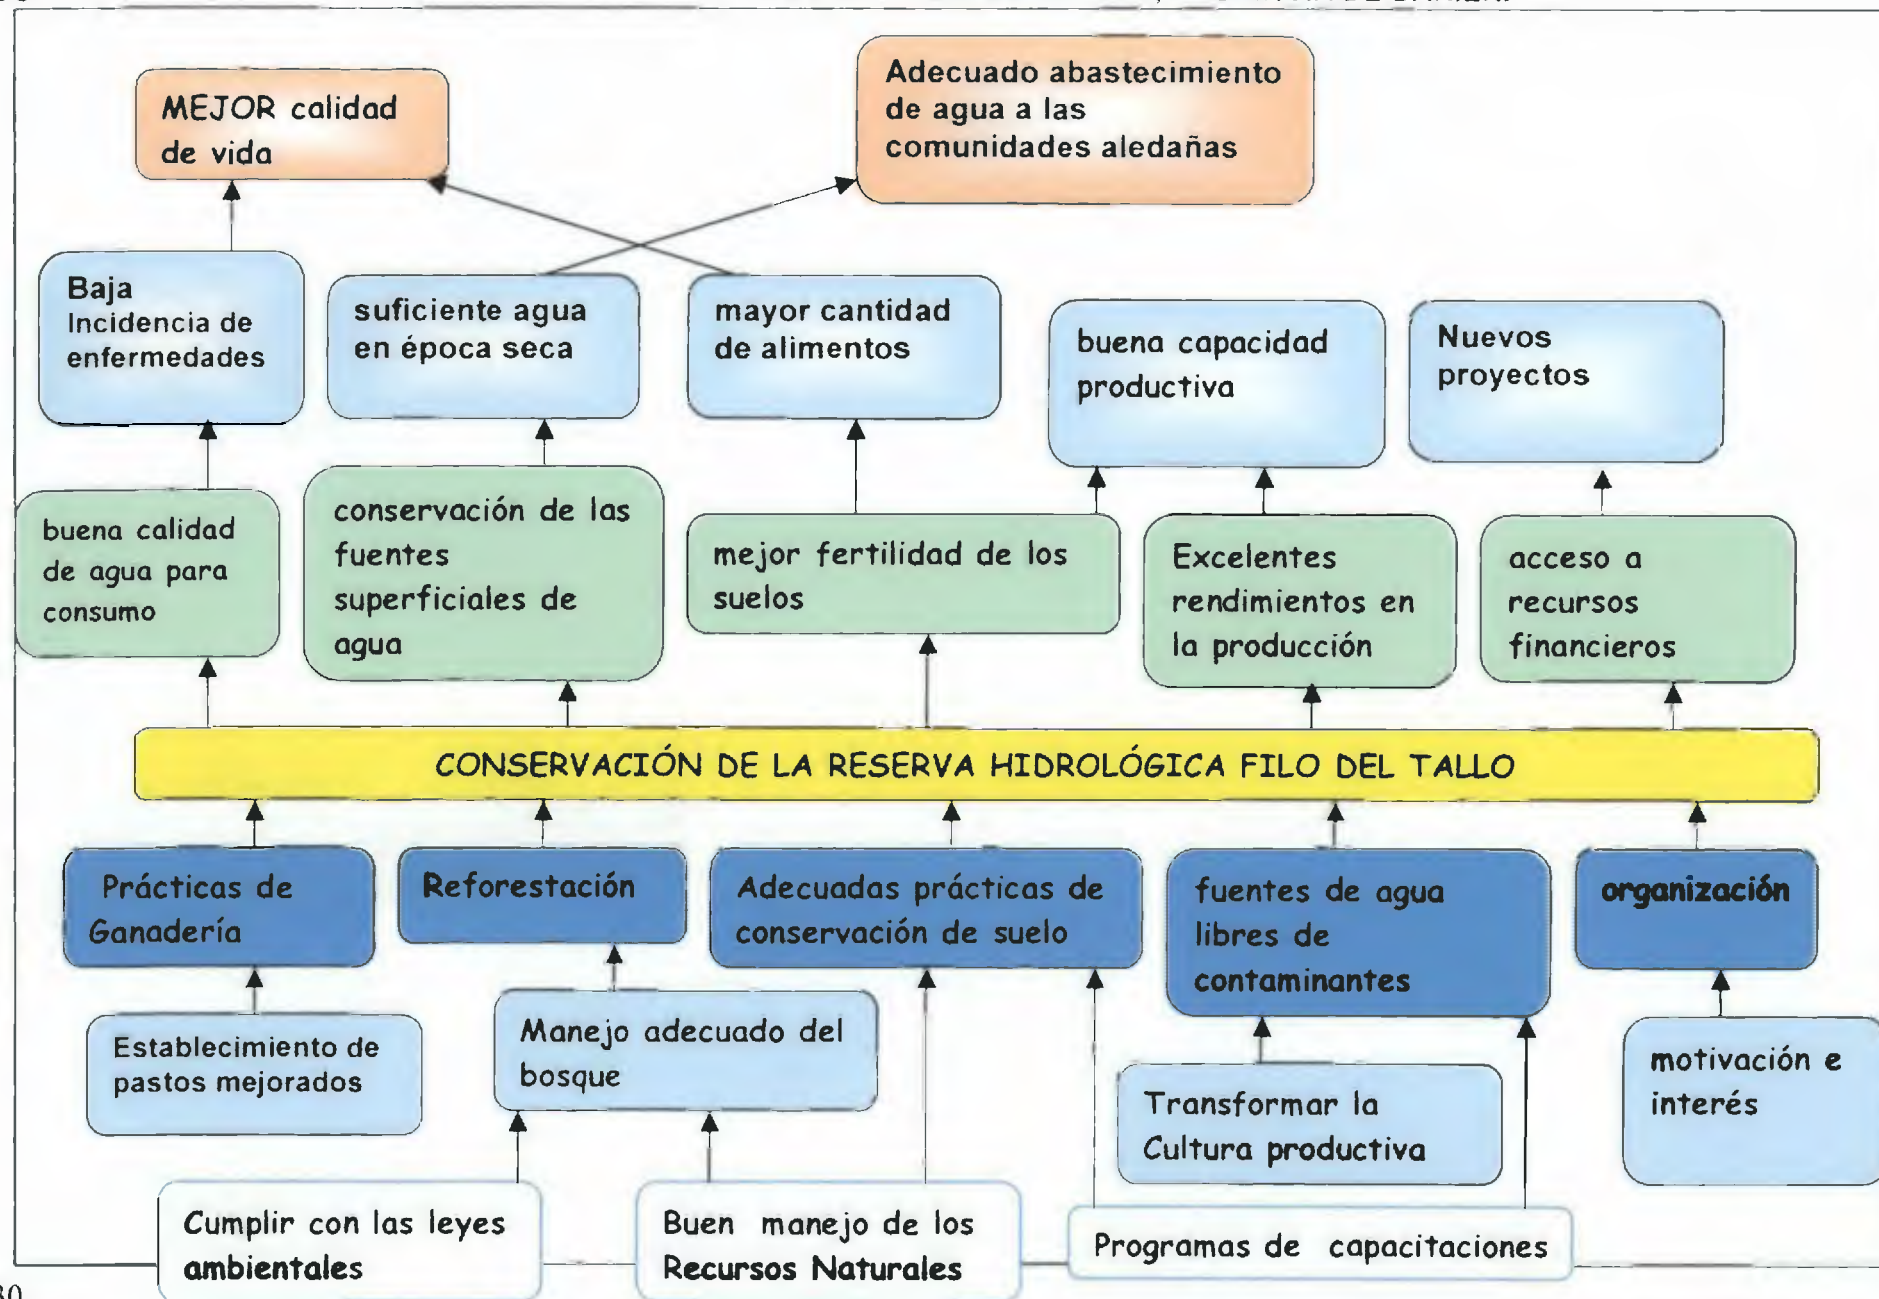 MEJOR calidad
de vida
Adecuado abastecimiento
de agua a las
comunidades aledañas
Baja
Incidencia de
enfermedades
suficiente agua
en época seca
mayor cantidad
de alimentos
buena capacidad
productiva
Nuevos
proyectos
buena calidad
de agua para
consumo
conservación de las
fuentes
superficiales de
agua
mejor fertilidad de los
suelos
Excelentes
rendimientos en
la producción
acceso a
recursos
financieros
CONSERVACIÓN DE LA RESERVA HIDROLÓGICA FILO DEL TALLO
Prácticas de
Ganadería
Reforestación
Adecuadas prácticas de
conservación de suelo
fuentes de agua
libres de
contaminantes
organización
Establecimiento de
pastos mejorados
Manejo adecuado del
bosque
Transformar la
Cultura productiva
motivación e
interés
Cumplir con las leyes
ambientales
Buen manejo de los
Recursos Naturales
Programas de capacitaciones